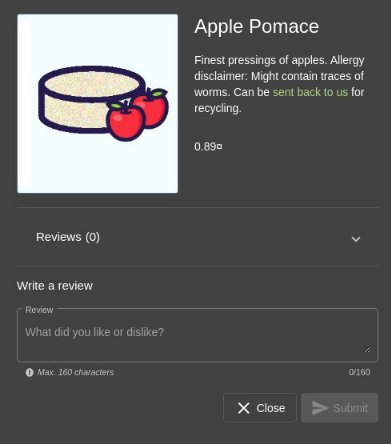 Apple Pomace
Finest pressings of apples. Allergy
disclaimer: Might contain traces of
worms. Can be sent back to us for
recycling.
0.89¤
Reviews (0)
Write a review
Review
What did you like or dislike?
Max. 160 characters
0/160
Close
Submit